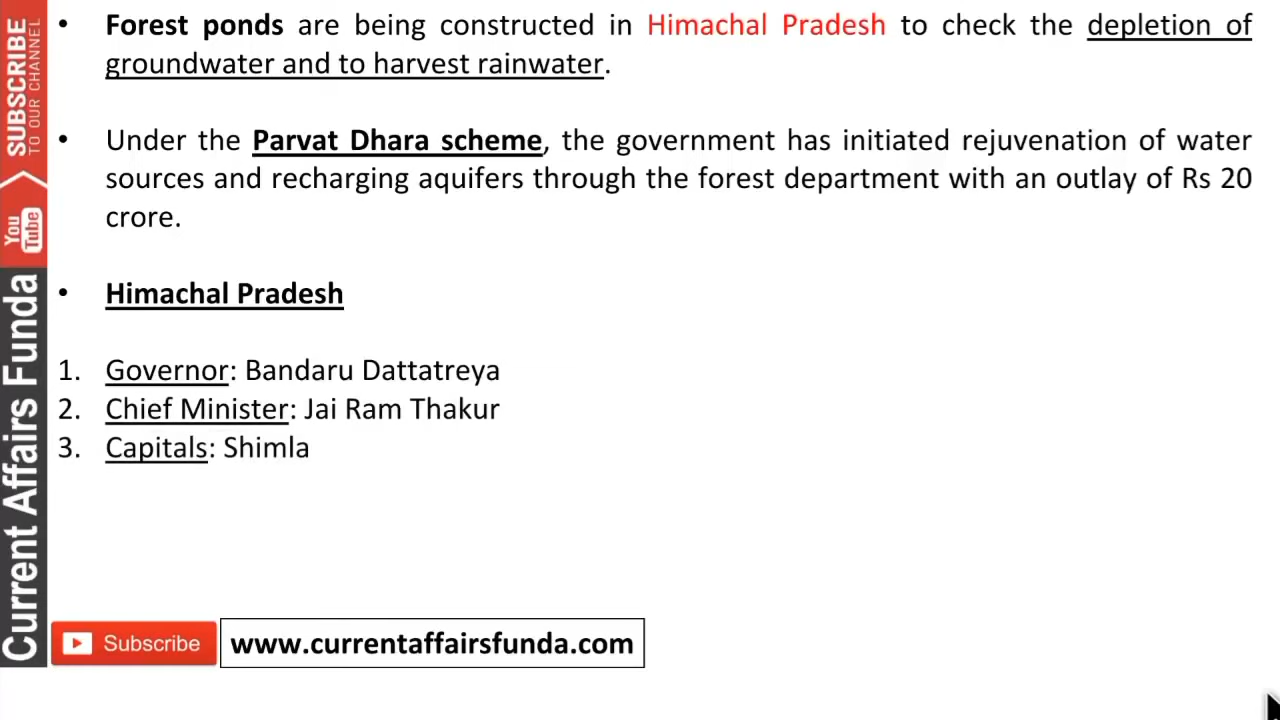 • Forest ponds are being constructed in Himachal Pradesh to check the depletion of
groundwater and to harvest rainwater.
• Under the Parvat Dhara scheme, the government has initiated rejuvenation of water
sources and recharging aquifers through the forest department with an outlay of Rs 20
crore.
• Himachal Pradesh
1. Governor: Bandaru Dattatreya
2. Chief Minister: Jai Ram Thakur
3. Capitals: Shimla
SUBSCRIBE
TO OUR CHANNEL
You
Tube
Current Affairs Funda
Subscribe
www.currentaffairsfunda.com